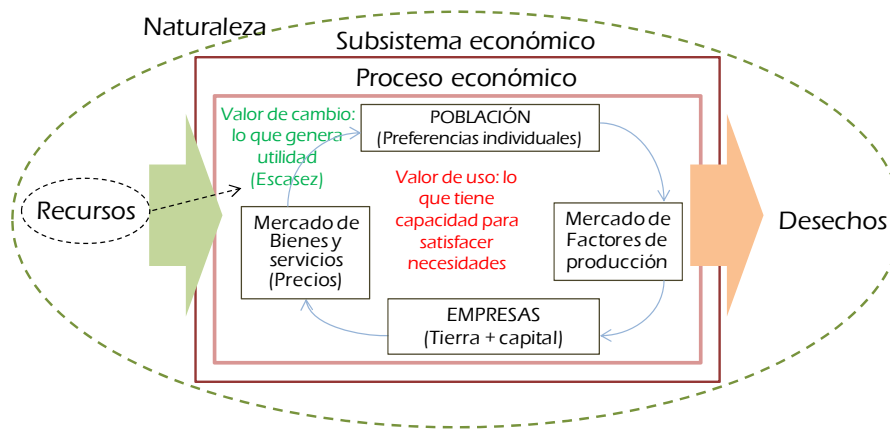 Naturaleza
Subsistema económico
Proceso económico
Valor de cambio:
lo que genera
utilidad
(Escasez)
POBLACIÓN
(Preferencias individuales)
Valor de uso: lo
que tiene
capacidad para
satisfacer
necesidades
Recursos
Mercado de
Bienes y
servicios
(Precios)
Mercado de
Factores de
producción
Desechos
EMPRESAS
(Tierra + capital)